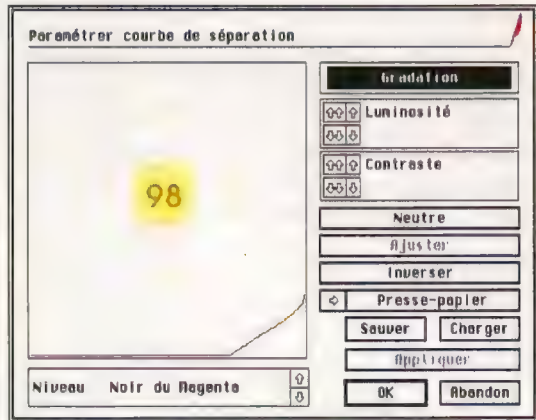 Paramétrer courbe de séparation
98
Gradation
Luminosité
Contraste
Neutre
Ajuster
Inverser
Presse-papier
Sauver Charger
Appliquer
Niveau Noir du Magenta
OK Abandon